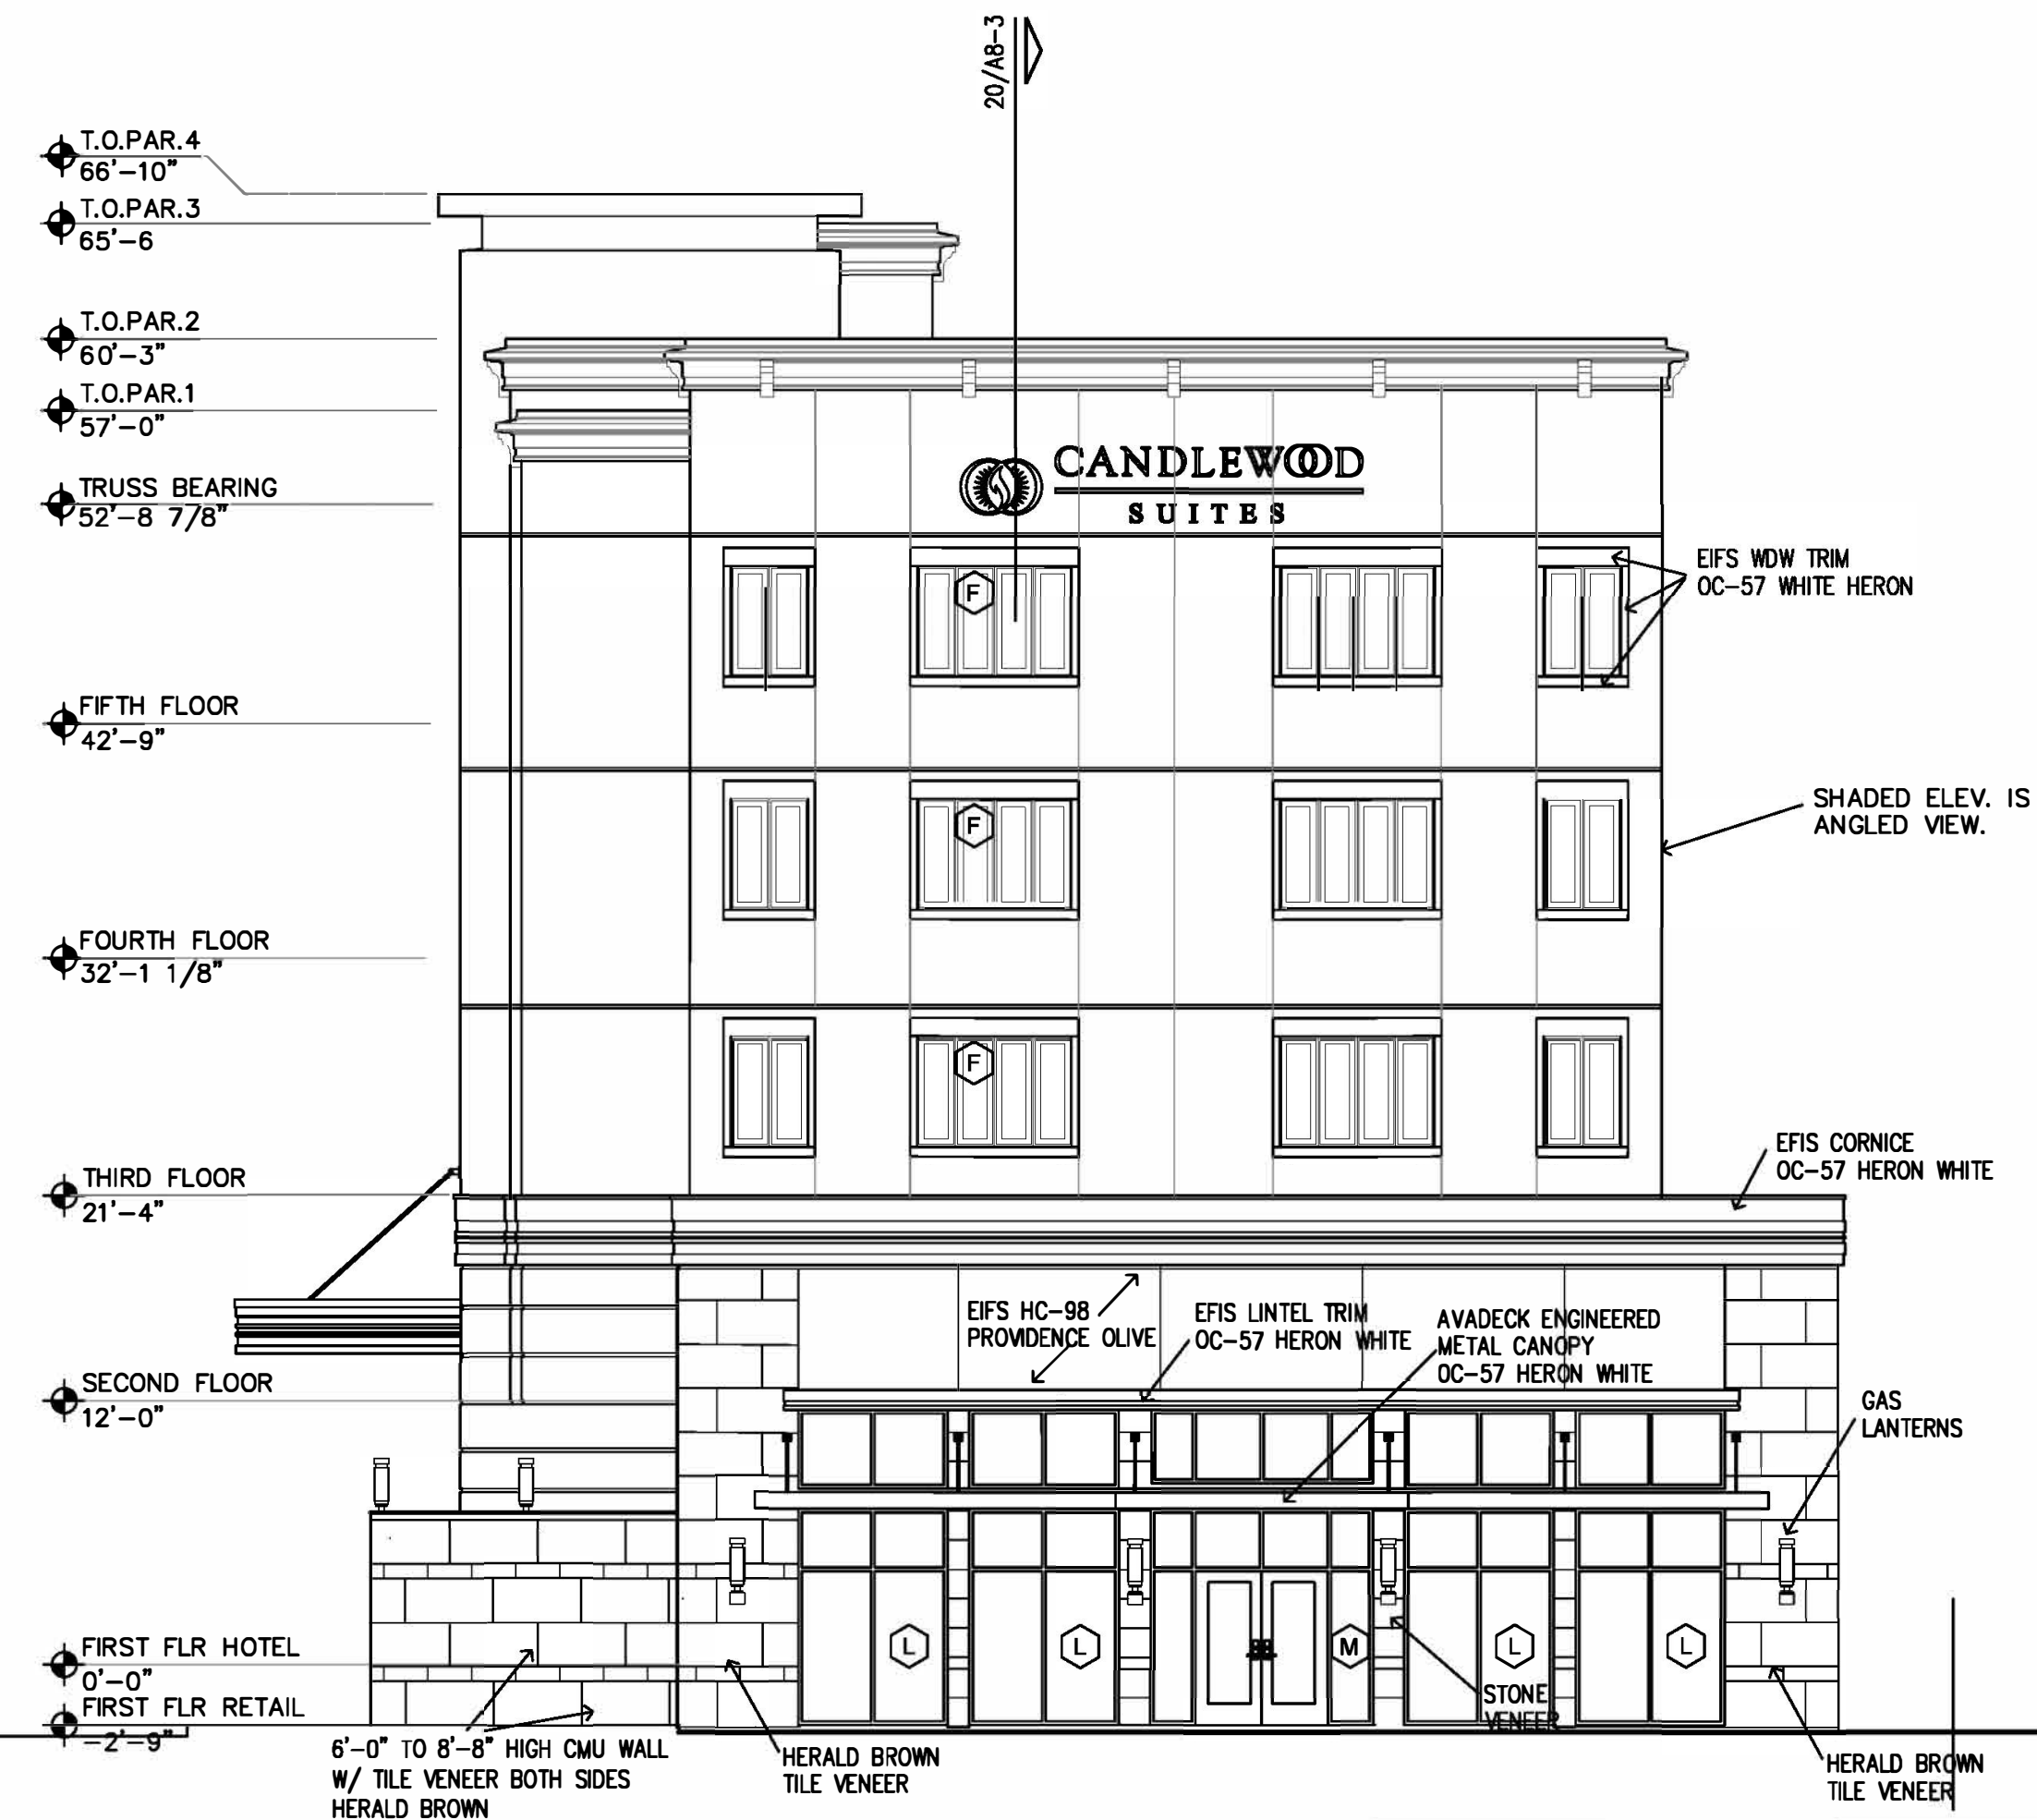 20/A8-3
T.O.PAR.4
66'-10"
T.O.PAR.3
65'-6
T.O.PAR.2
60'-3"
T.O.PAR.1
57'-0"
TRUSS BEARING
52'-8 7/8"
CANDLEWOOD
SUITES
EIFS WDW TRIM
OC-57 WHITE HERON
F
FIFTH FLOOR
42'-9"
SHADED ELEV. IS
ANGLED VIEW.
F
FOURTH FLOOR
32'-1 1/8"
F
EFIS CORNICE
OC-57 HERON WHITE
THIRD FLOOR
21'-4"
EIFS HC-98
PROVIDENCE OLIVE
EFIS LINTEL TRIM
OC-57 HERON WHITE
AVADECK ENGINEERED
METAL CANOPY
OC-57 HERON WHITE
SECOND FLOOR
12'-0"
GAS
LANTERNS
L
L
M
L
L
FIRST FLR HOTEL
0'-0"
FIRST FLR RETAIL
-2'-9"
STONE
VENEER
6'-0" TO 8'-8" HIGH CMU WALL
W/ TILE VENEER BOTH SIDES
HERALD BROWN
HERALD BROWN
TILE VENEER
HERALD BROWN
TILE VENEER